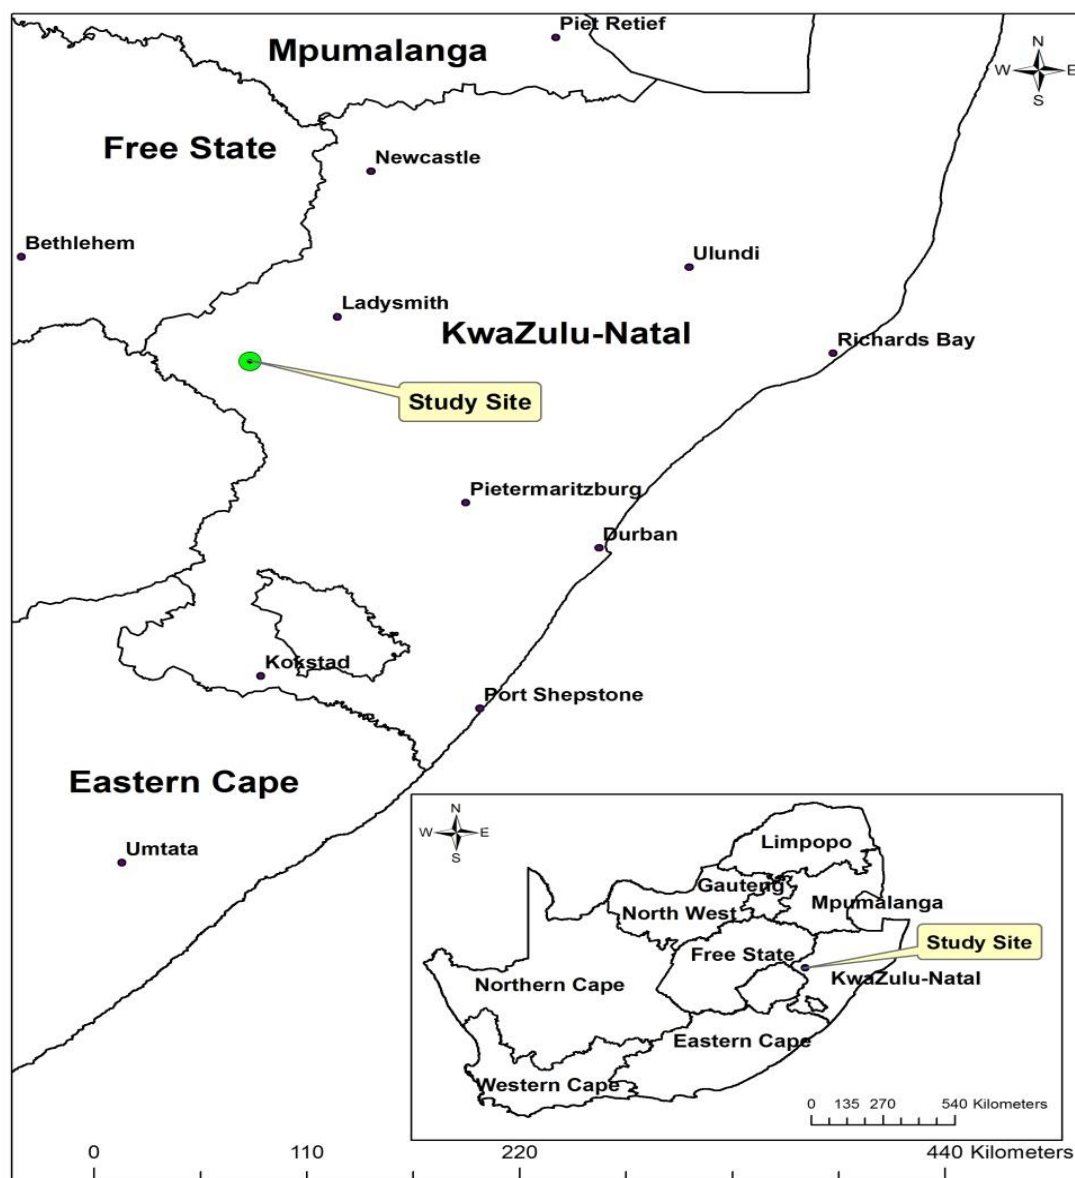 Piet Retief
Mpumalanga
N
W E
S
Free State
Newcastle
Bethlehem
Ulundi
Ladysmith
KwaZulu-Natal
Richards Bay
Study Site
Pietermaritzburg
Durban
Kokstad
Port Shepstone
Eastern Cape
Umtata
N
W E
S
Limpopo
Gauteng
Mpumalanga
North West
Study Site
Free State
KwaZulu-Natal
Northern Cape
Eastern Cape
Western Cape
0 135 270 540 Kilometers
0 110 220 440 Kilometers